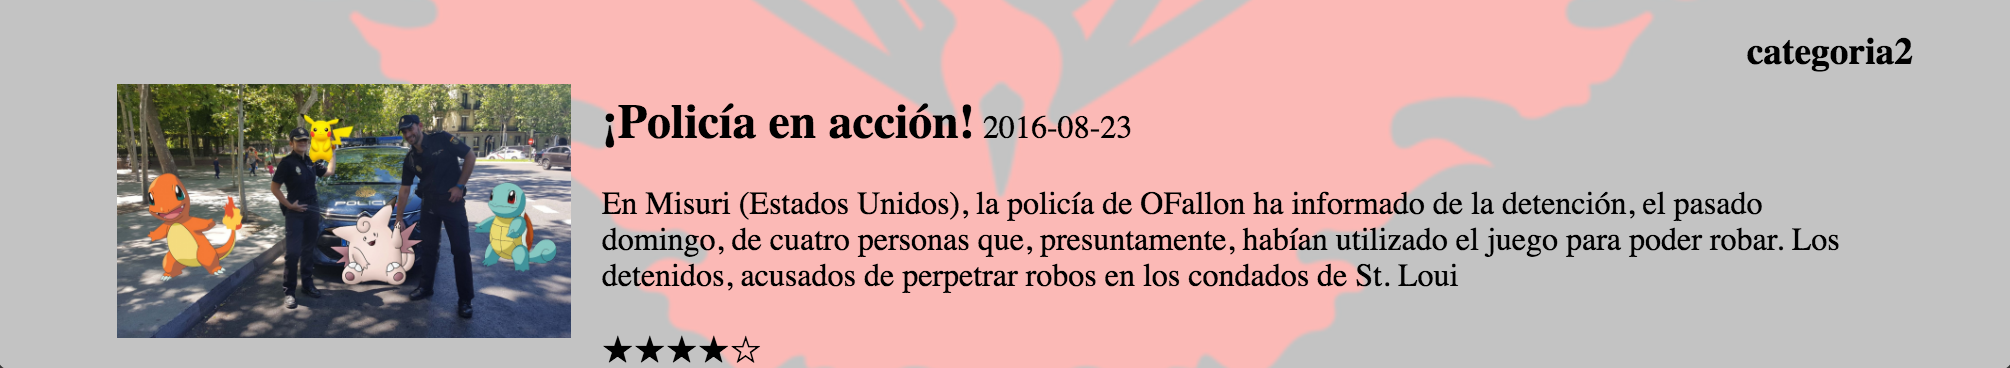 categoria2
¡Policía en acción! 2016-08-23
En Misuri (Estados Unidos), la policía de OFallon ha informado de la detención, el pasado
domingo, de cuatro personas que, presuntamente, habían utilizado el juego para poder robar. Los
detenidos, acusados de perpetrar robos en los condados de St. Loui
★★★★☆
POLICI